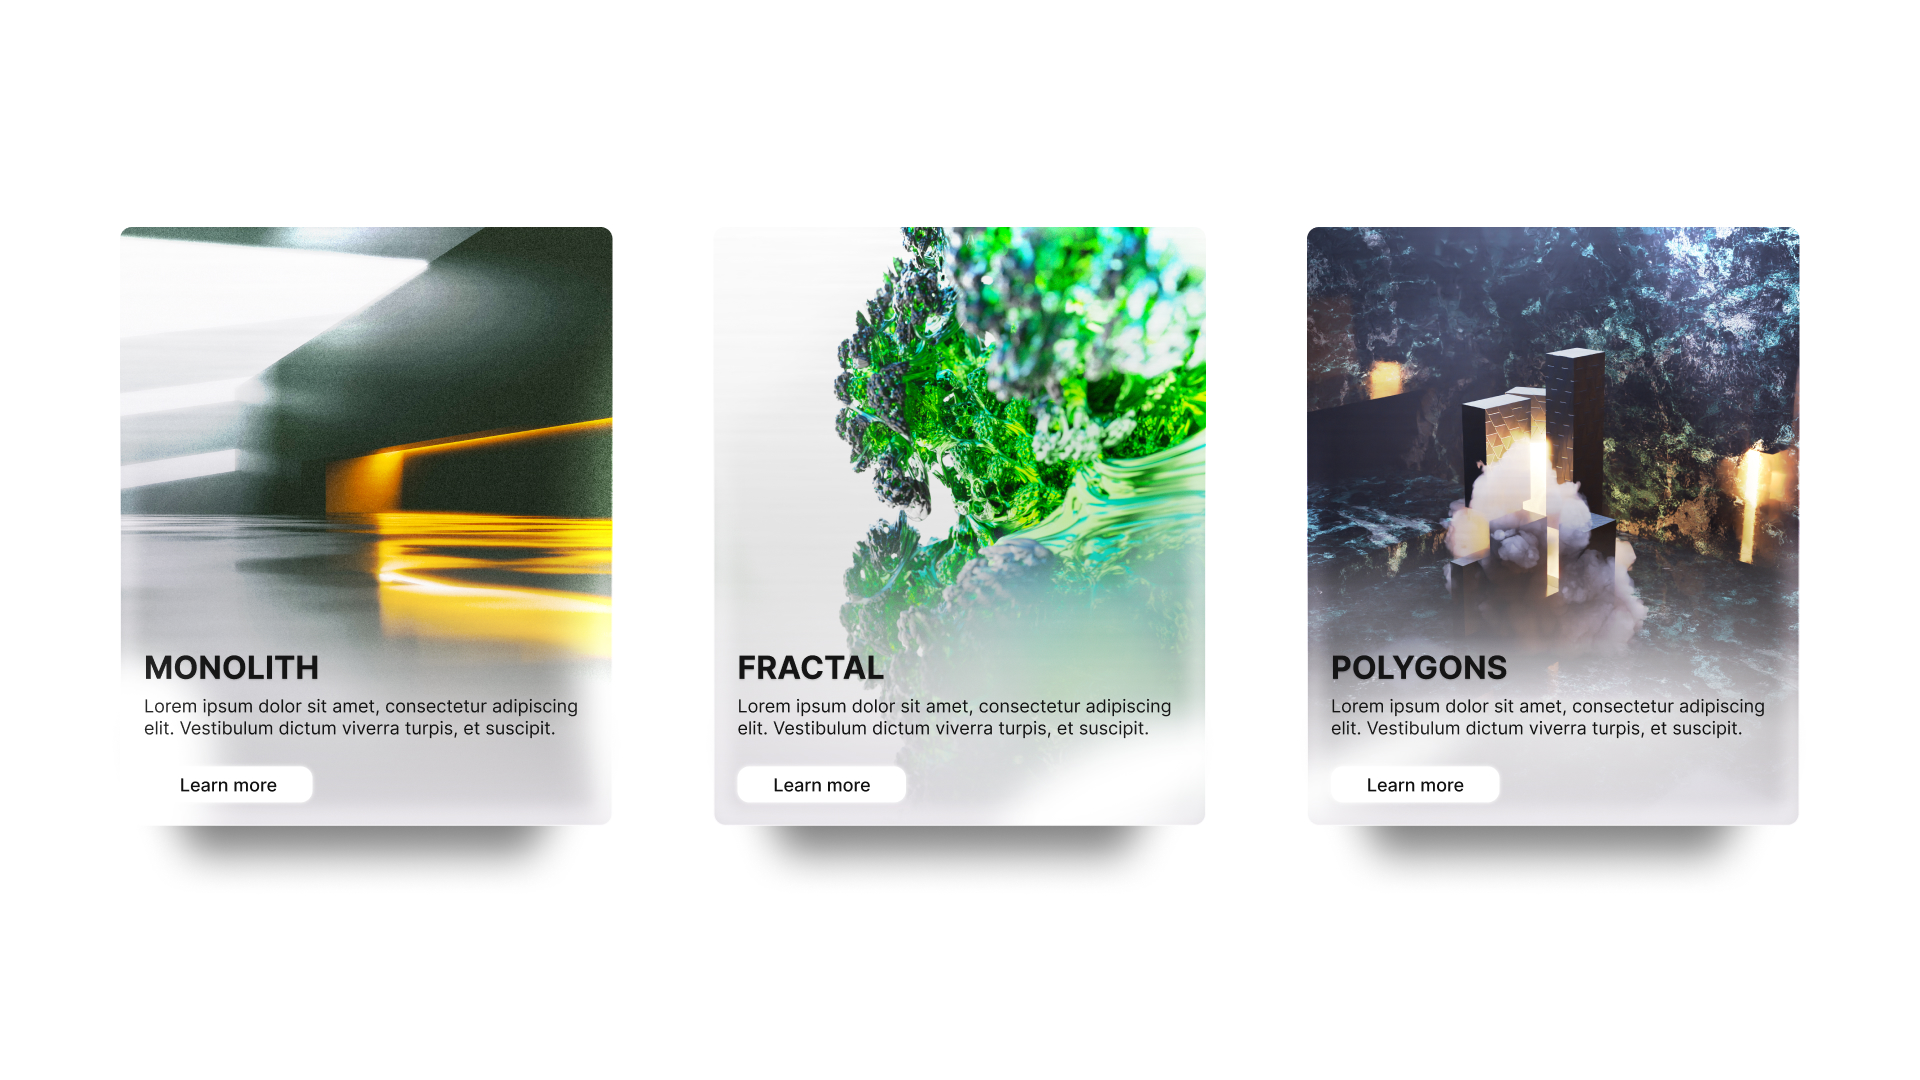 MONOLITH
Lorem ipsum dolor sit amet, consectetur adipiscing
elit. Vestibulum dictum viverra turpis, et suscipit.
Learn more
FRACTAL
Lorem ipsum dolor sit amet, consectetur adipiscing
elit. Vestibulum dictum viverra turpis, et suscipit.
Learn more
POLYGONS
Lorem ipsum dolor sit amet, consectetur adipiscing
elit. Vestibulum dictum viverra turpis, et suscipit.
Learn more